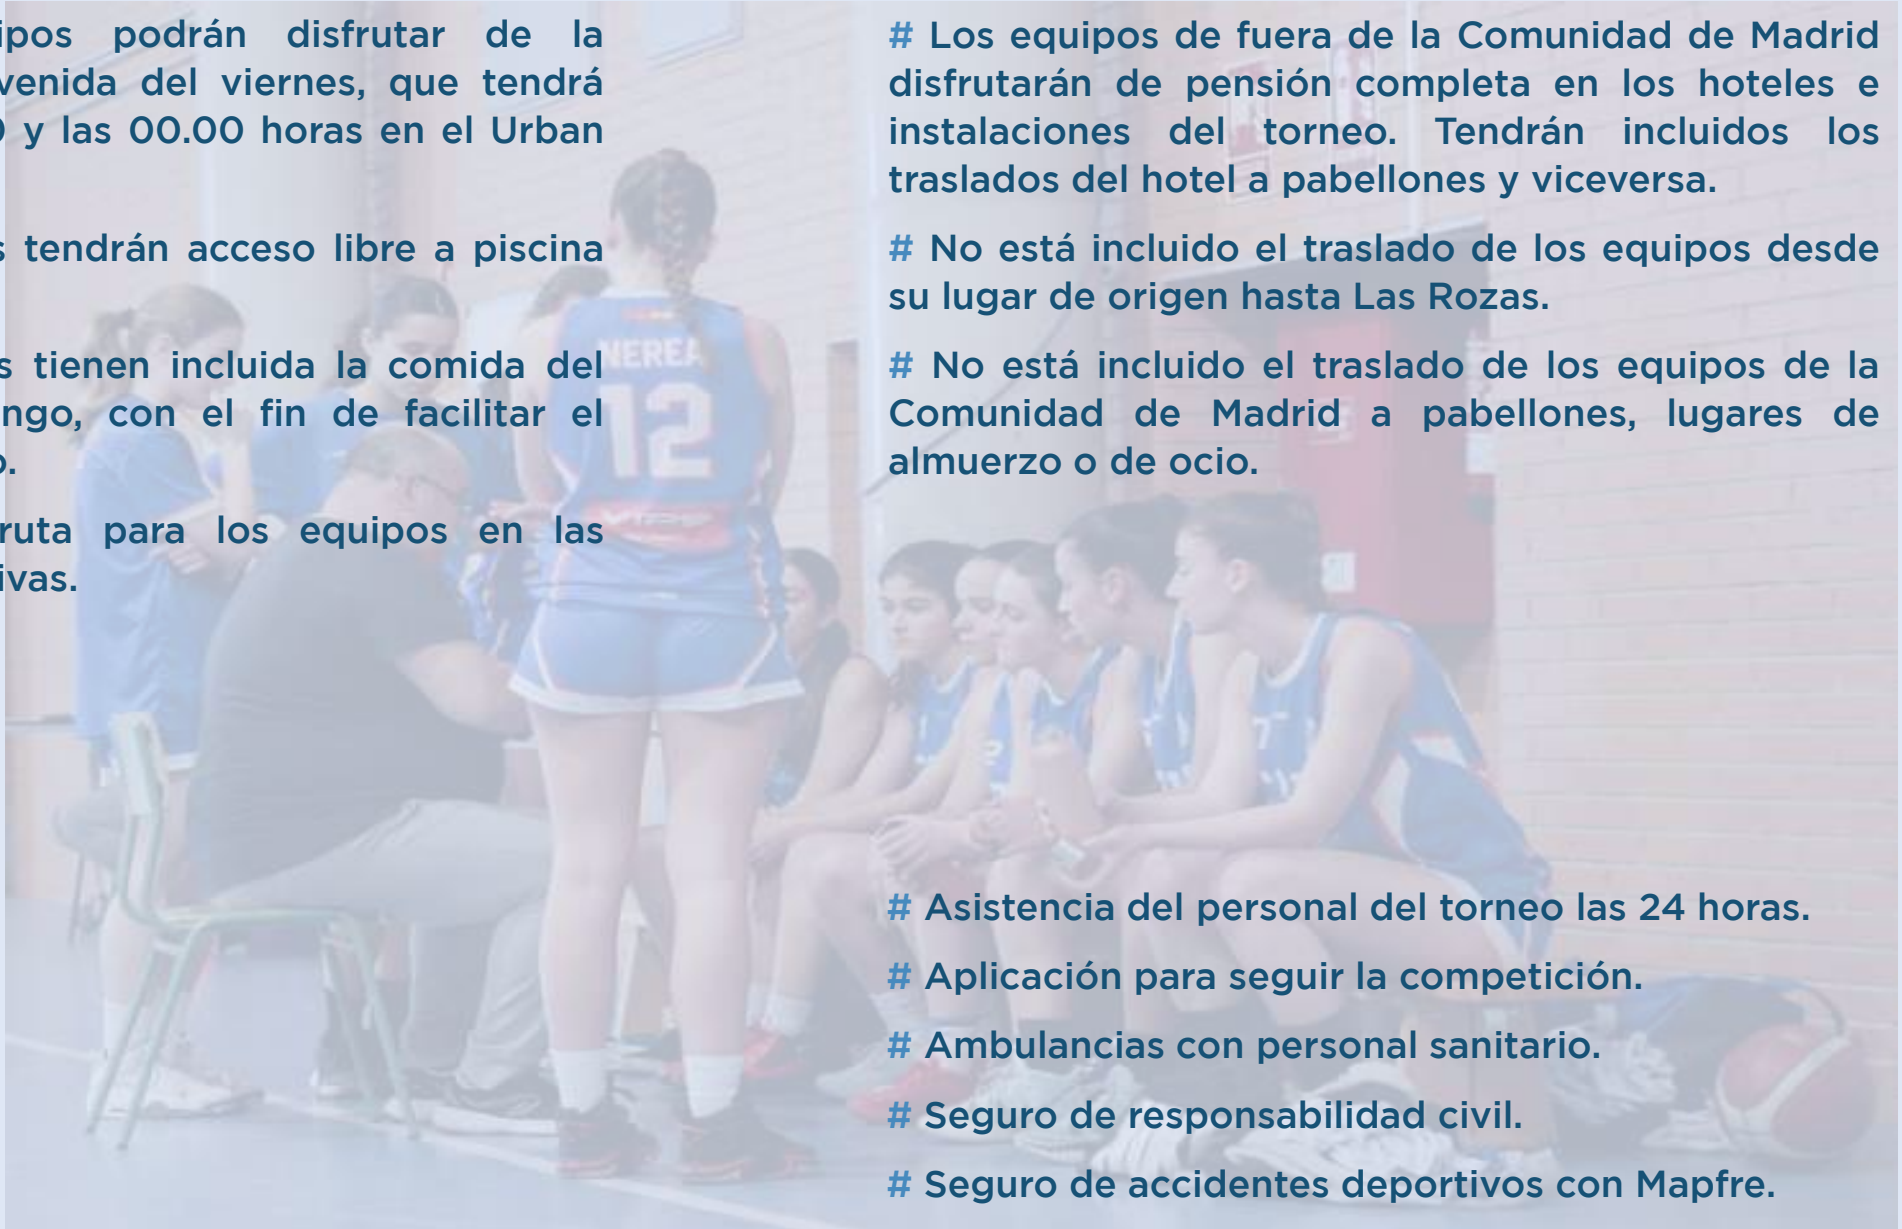 ipos podrán disfrutar de la
venida del viernes, que tendrá
y las 00.00 horas en el Urban
s tendrán acceso libre a piscina
s tienen incluida la comida del
ngo, con el fin de facilitar el
o.
ruta para los equipos en las
ivas.
# Los equipos de fuera de la Comunidad de Madrid
disfrutarán de pensión completa en los hoteles e
instalaciones del torneo. Tendrán incluidos los
traslados del hotel a pabellones y viceversa.
# No está incluido el traslado de los equipos desde
su lugar de origen hasta Las Rozas.
# No está incluido el traslado de los equipos de la
Comunidad de Madrid a pabellones, lugares de
almuerzo o de ocio.
# Asistencia del personal del torneo las 24 horas.
# Aplicación para seguir la competición.
# Ambulancias con personal sanitario.
# Seguro de responsabilidad civil.
# Seguro de accidentes deportivos con Mapfre.
NEREA
12